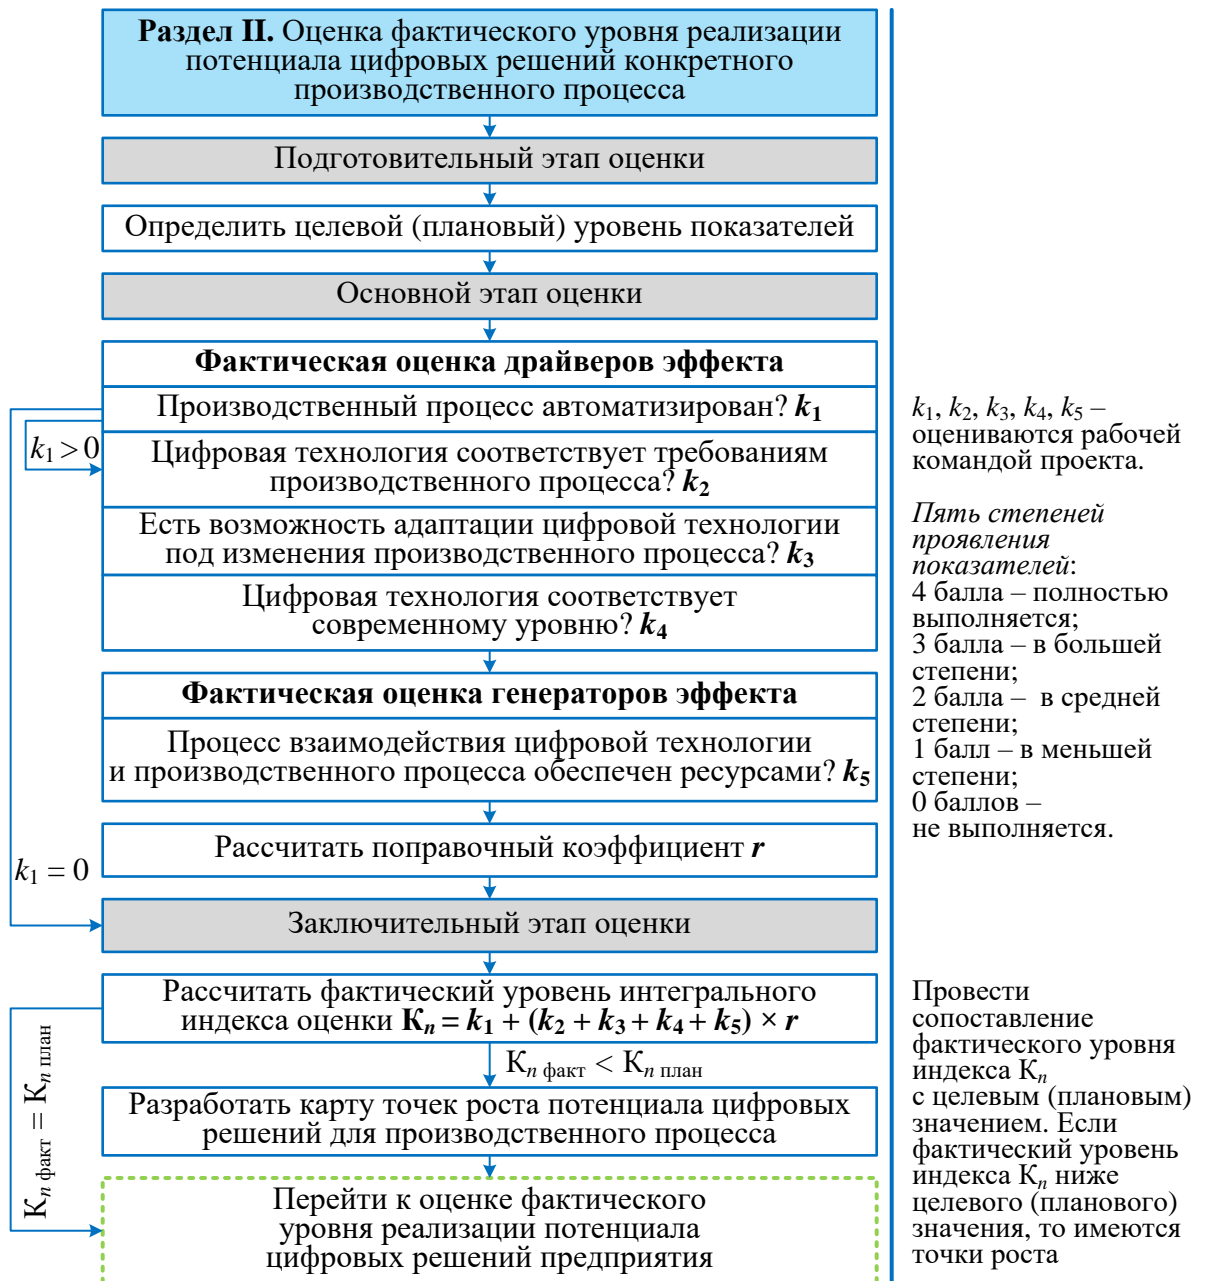 Раздел II. Оценка фактического уровня реализации
потенциала цифровых решений конкретного
производственного процесса
Подготовительный этап оценки
Определить целевой (плановый) уровень показателей
Основной этап оценки
Фактическая оценка драйверов эффекта
Производственный процесс автоматизирован? k₁
k₁ > 0
Цифровая технология соответствует требованиям
производственного процесса? k₂
Есть возможность адаптации цифровой технологии
под изменения производственного процесса? k₃
Цифровая технология соответствует
современному уровню? k₄
Фактическая оценка генераторов эффекта
Процесс взаимодействия цифровой технологии
и производственного процесса обеспечен ресурсами? k₅
Рассчитать поправочный коэффициент r
k₁ = 0
Заключительный этап оценки
Рассчитать фактический уровень интегрального
индекса оценки Kₙ = k₁ + (k₂ + k₃ + k₄ + k₅) × r
Kₙ факт < Kₙ план
Kₙ факт = Kₙ план
Разработать карту точек роста потенциала цифровых
решений для производственного процесса
Перейти к оценке фактического
уровня реализации потенциала
цифровых решений предприятия
k₁, k₂, k₃, k₄, k₅ –
оцениваются рабочей
командой проекта.
Пять степеней
проявления
показателей:
4 балла – полностью
выполняется;
3 балла – в большей
степени;
2 балла – в средней
степени;
1 балл – в меньшей
степени;
0 баллов –
не выполняется.
Провести
сопоставление
фактического уровня
индекса Kₙ
с целевым (плановым)
значением. Если
фактический уровень
индекса Kₙ ниже
целевого (планового)
значения, то имеются
точки роста